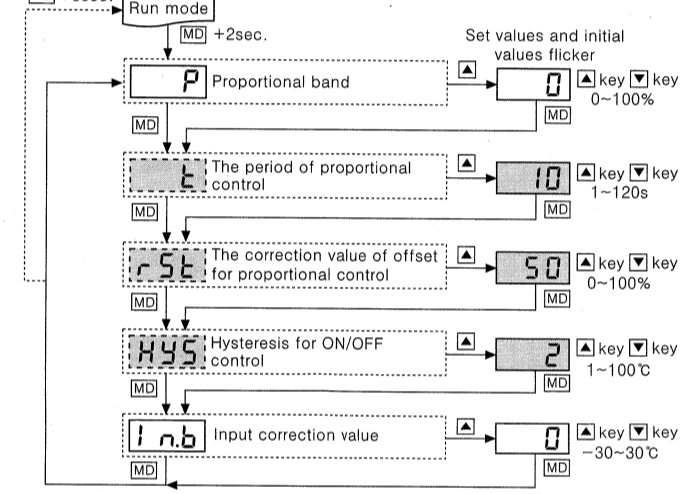 Run mode
MD +2sec.
Set values and initial
values flicker
P Proportional band ▲ 0 ▲key ▼key
0~100%
MD MD
t The period of proportional
control ▲ 10 ▲key ▼key
1~120s
MD MD
rSt The correction value of offset
for proportional control ▲ 50 ▲key ▼key
0~100%
MD MD
HYS Hysteresis for ON/OFF
control ▲ 2 ▲key ▼key
1~100℃
MD MD
In.b Input correction value ▲ 0 ▲key ▼key
−30~30℃
MD MD